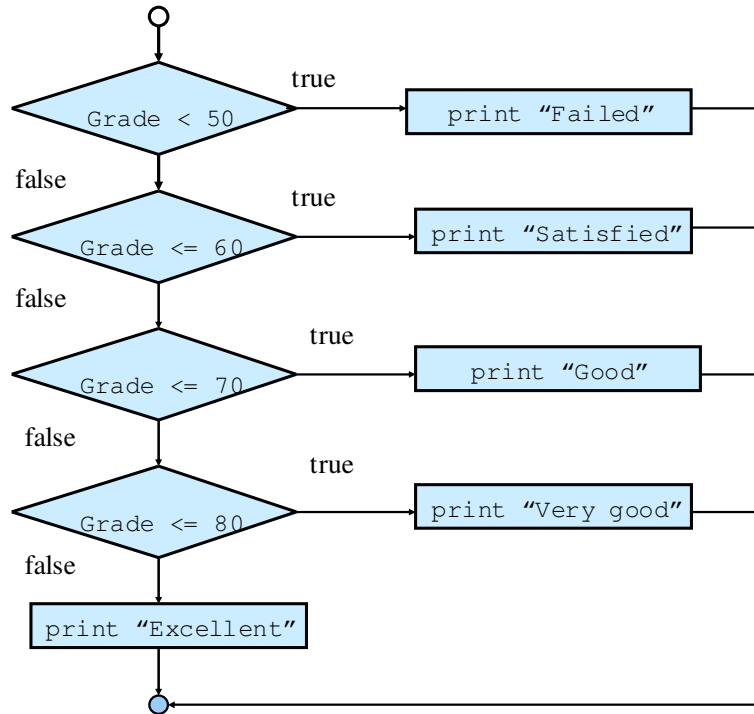 true
Grade < 50
print “Failed”
false
true
Grade <= 60
print “Satisfied”
false
true
Grade <= 70
print “Good”
false
true
Grade <= 80
print “Very good”
false
print “Excellent”